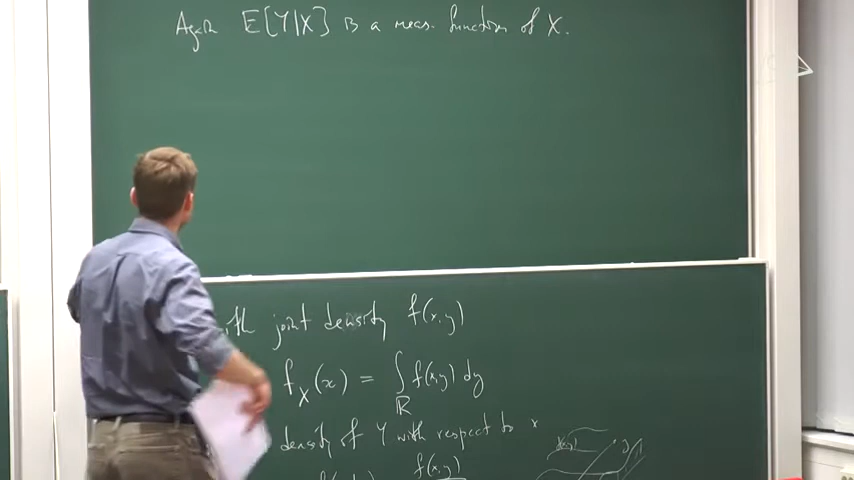 Again E[Y|X] is a meas. function of X.
with joint density f(x,y)
f_X(x) = ∫_ℝ f(x,y) dy
density of Y with respect to x
f(x,y)